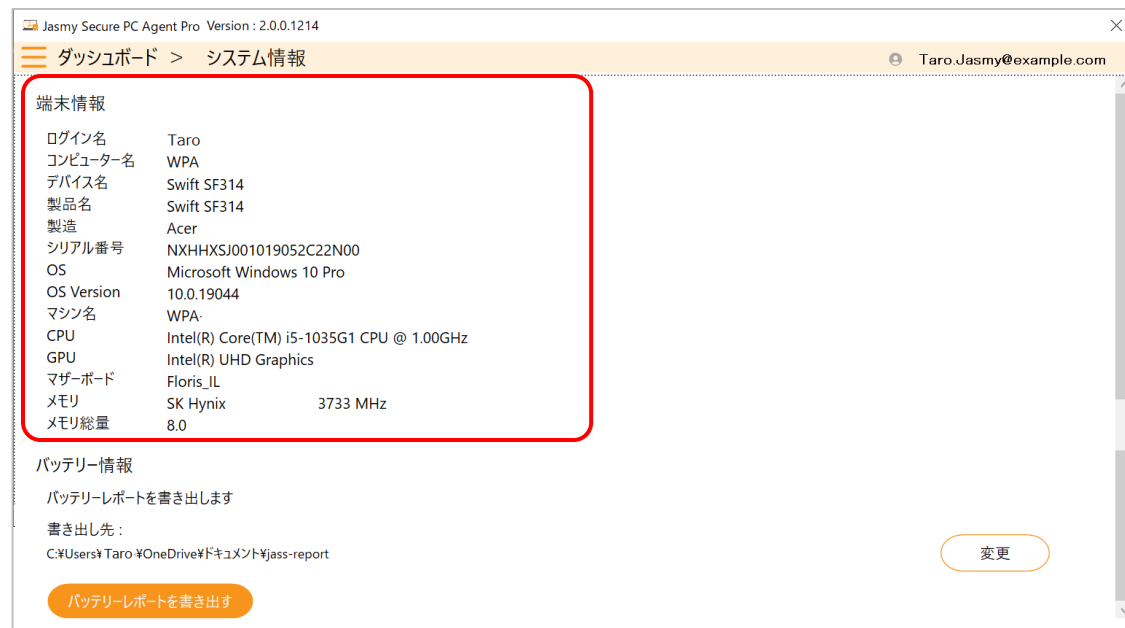 Jasmy Secure PC Agent Pro Version : 2.0.0.1214
ダッシュボード > システム情報 Taro.Jasmy@example.com
端末情報
ログイン名 Taro
コンピューター名 WPA
デバイス名 Swift SF314
製品名 Swift SF314
製造 Acer
シリアル番号 NXHHXSJ001019052C22N00
OS Microsoft Windows 10 Pro
OS Version 10.0.19044
マシン名 WPA·
CPU Intel(R) Core(TM) i5-1035G1 CPU @ 1.00GHz
GPU Intel(R) UHD Graphics
マザーボード Floris_IL
メモリ SK Hynix 3733 MHz
メモリ総量 8.0
バッテリー情報
バッテリーレポートを書き出します
書き出し先 :
C:¥Users¥Taro¥OneDrive¥ドキュメント¥jass-report
変更
バッテリーレポートを書き出す